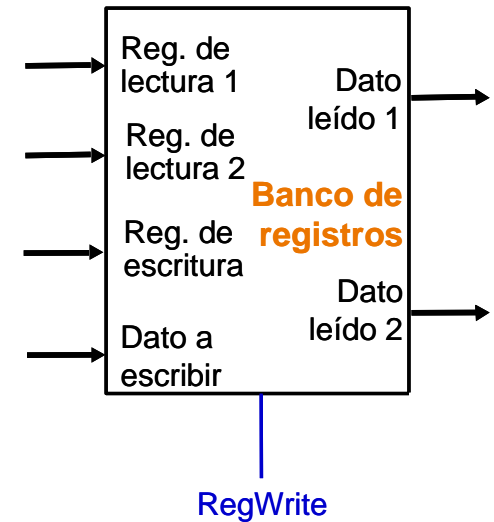 Reg. de
lectura 1
Reg. de
lectura 2
Reg. de
escritura
Dato a
escribir
Dato
leído 1
Banco de
registros
Dato
leído 2
RegWrite